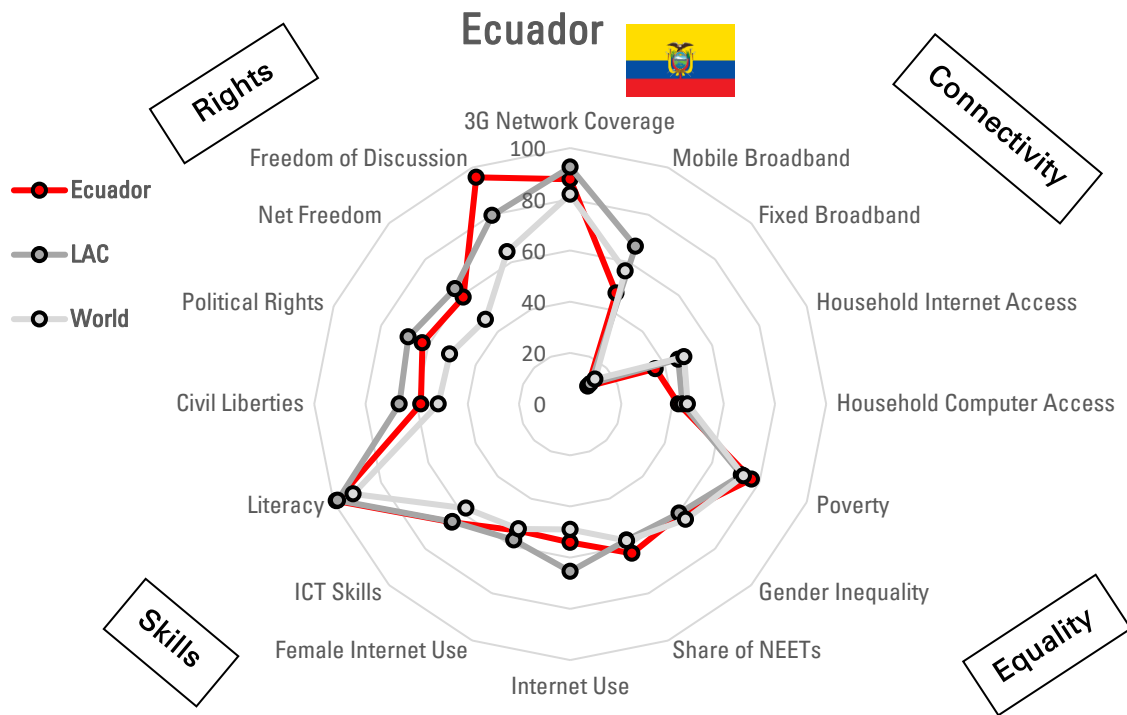 Ecuador
Rights
Connectivity
3G Network Coverage
Freedom of Discussion
100
Mobile Broadband
Ecuador
Net Freedom
80
Fixed Broadband
LAC
60
Political Rights
40
Household Internet Access
World
20
Civil Liberties
0
Household Computer Access
Literacy
Poverty
ICT Skills
Gender Inequality
Skills
Equality
Female Internet Use
Share of NEETs
Internet Use